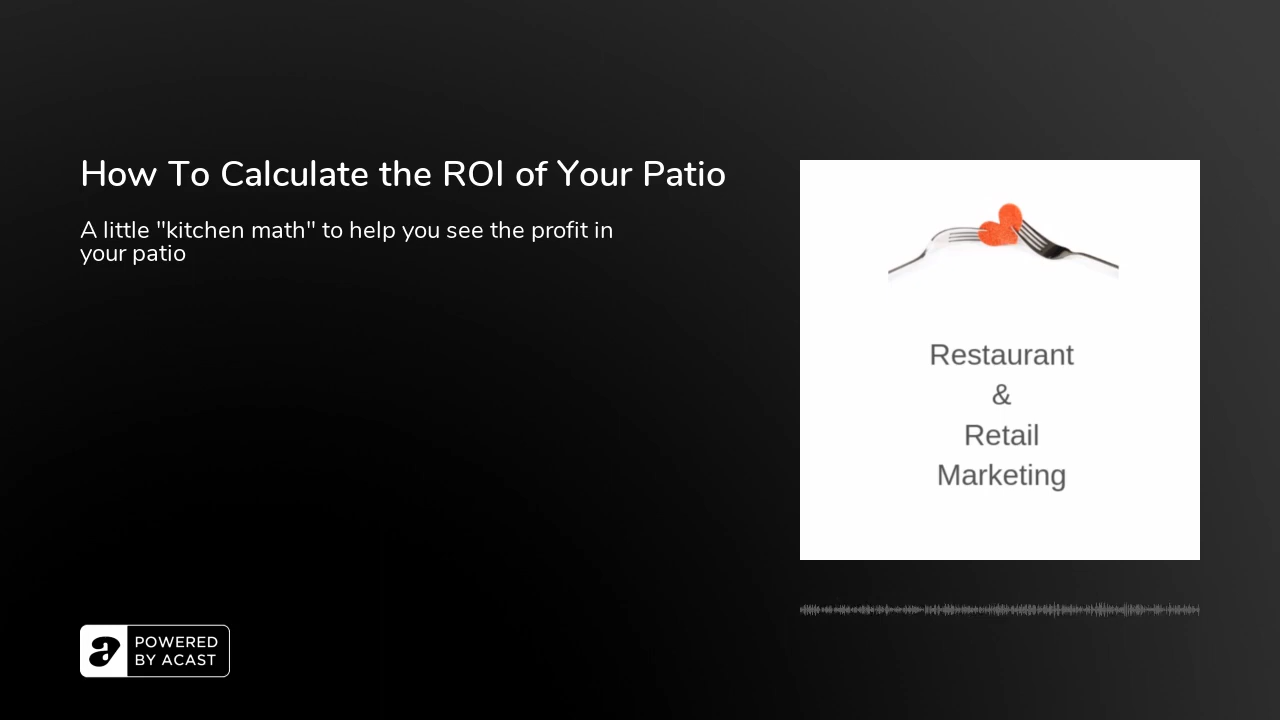 How To Calculate the ROI of Your Patio
A little "kitchen math" to help you see the profit in
your patio
Restaurant
&
Retail
Marketing
a
POWERED
BY ACAST